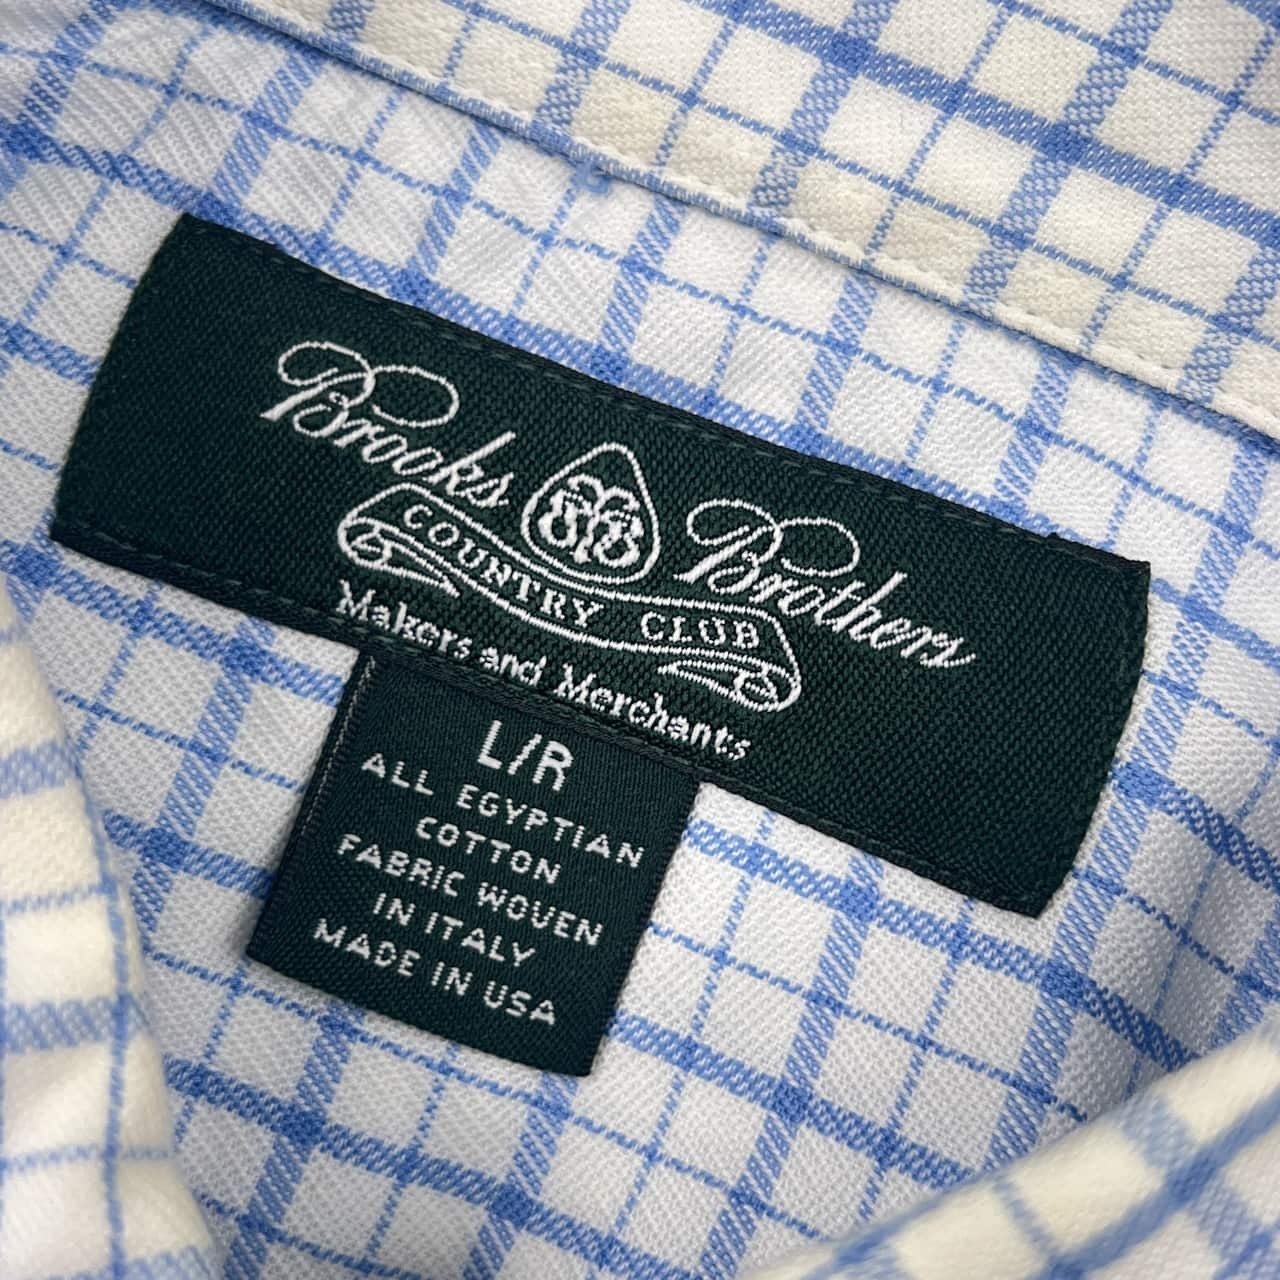 Brooks Brothers
COUNTRY CLUB
Makers and Merchants
L/R
ALL EGYPTIAN
COTTON
FABRIC WOVEN
IN ITALY
MADE IN USA